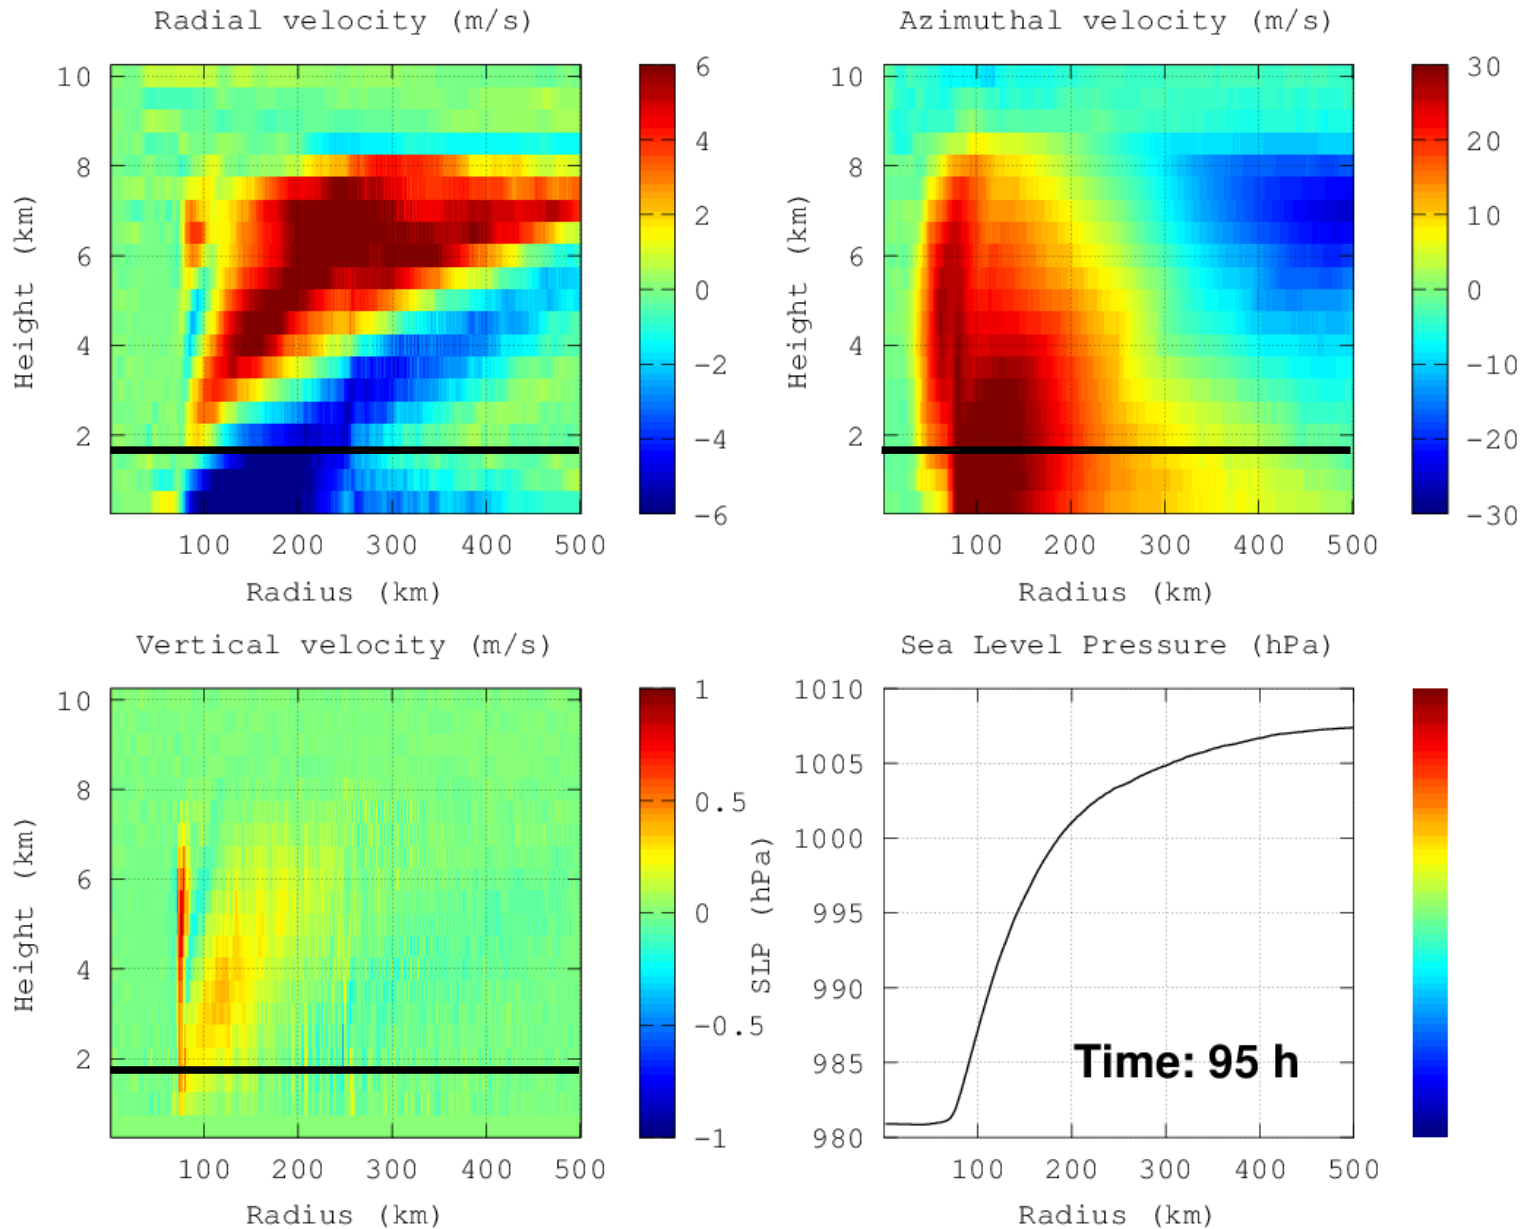 Radial velocity (m/s)
Azimuthal velocity (m/s)
10
8
6
4
2
Height (km)
100 200 300 400 500
Radius (km)
6
4
2
0
−2
−4
−6
10
8
6
4
2
Height (km)
100 200 300 400 500
Radius (km)
30
20
10
0
−10
−20
−30
Vertical velocity (m/s)
Sea Level Pressure (hPa)
10
8
6
4
2
Height (km)
100 200 300 400 500
Radius (km)
1
0.5
0
−0.5
−1
1010
1005
1000
995
990
985
980
SLP (hPa)
Time: 95 h
100 200 300 400 500
Radius (km)